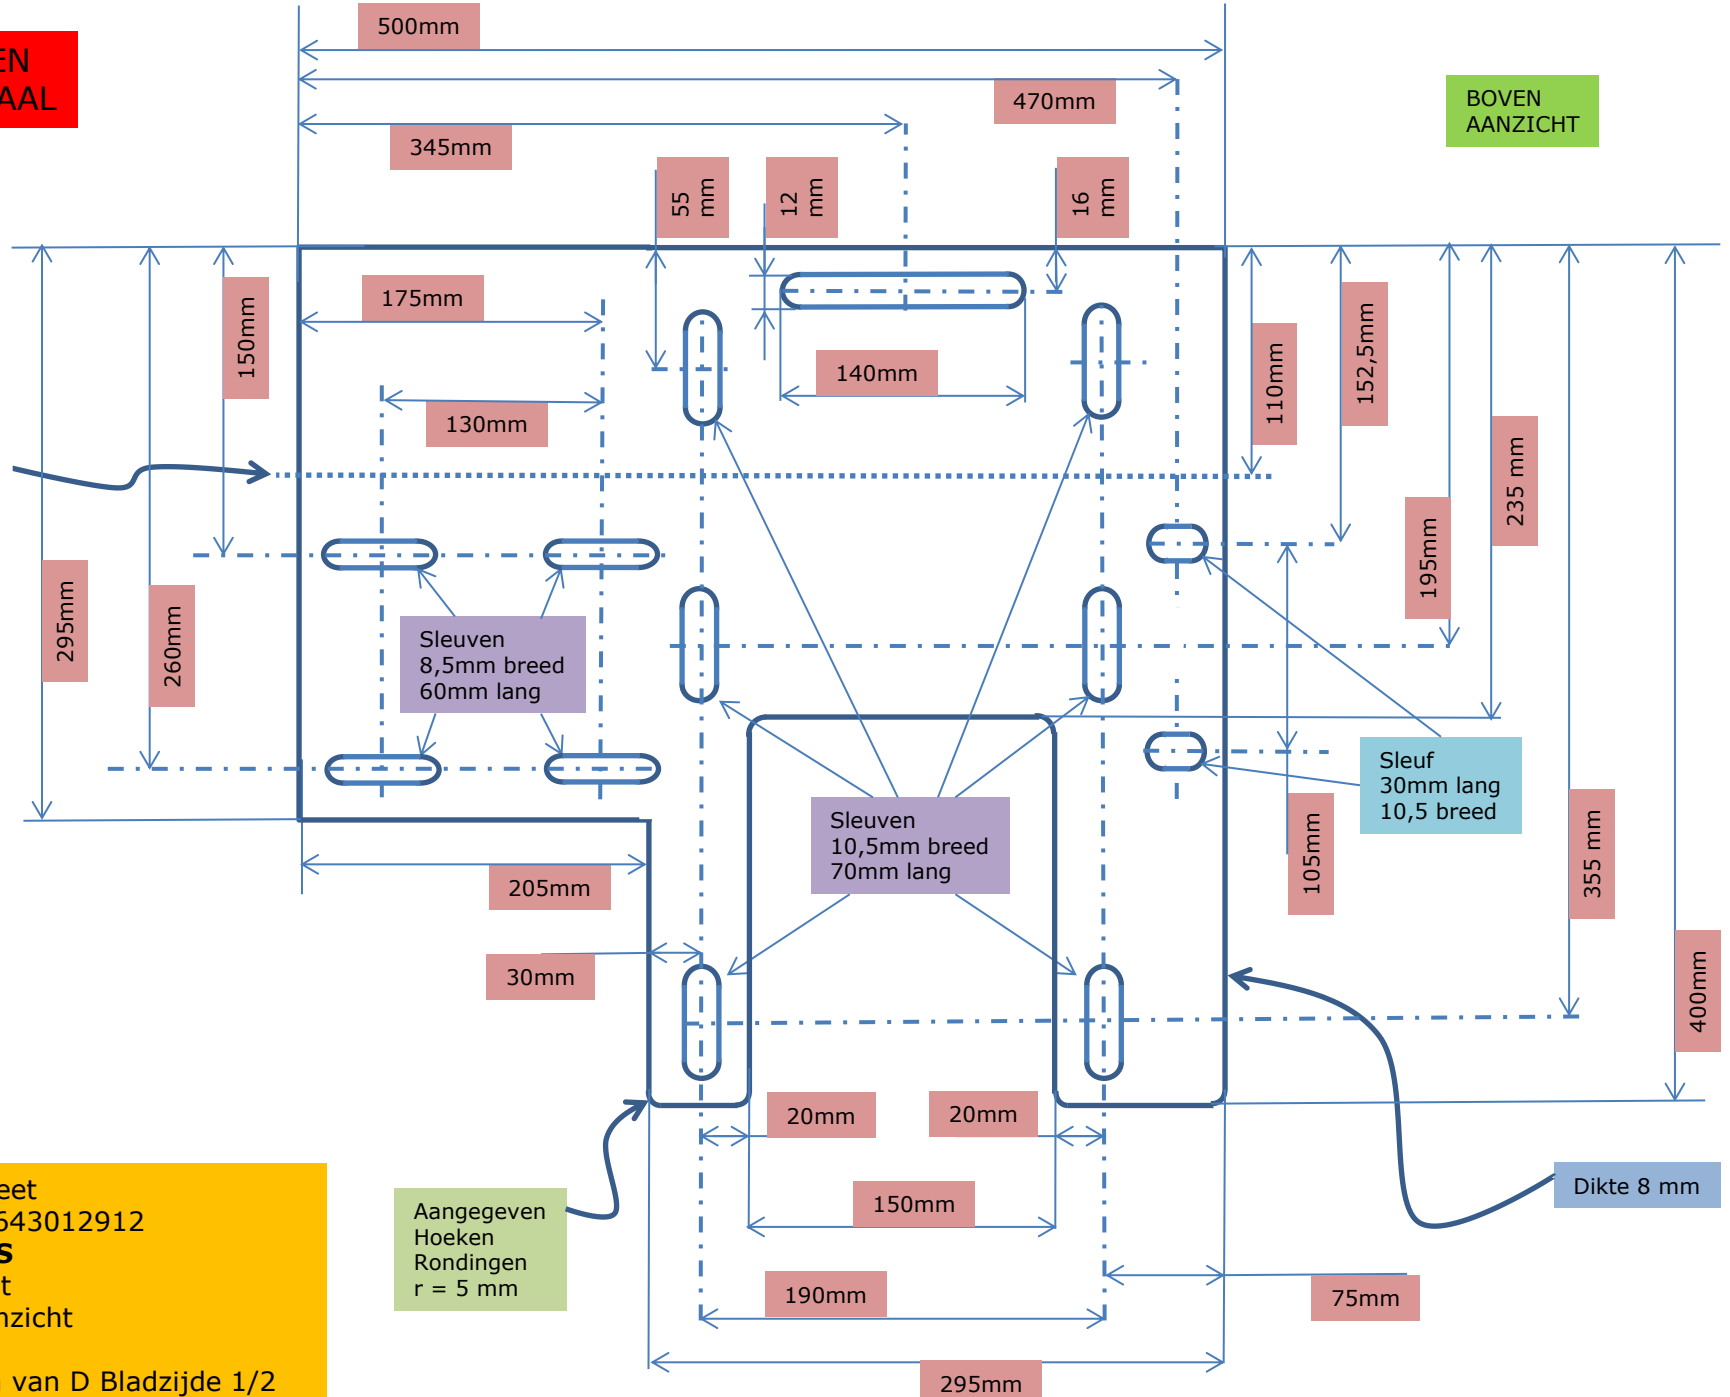 500mm
EN
AAL
470mm
BOVEN
AANZICHT
345mm
55
mm
12
mm
16
mm
175mm
150mm
140mm
110mm
152,5mm
130mm
235 mm
195mm
295mm
260mm
Sleuven
8,5mm breed
60mm lang
Sleuf
30mm lang
10,5 breed
Sleuven
10,5mm breed
70mm lang
105mm
355 mm
205mm
30mm
400mm
20mm
20mm
eet
643012912
S
t
nzicht
van D Bladzijde 1/2
Aangegeven
Hoeken
Rondingen
r = 5 mm
150mm
Dikte 8 mm
190mm
75mm
295mm